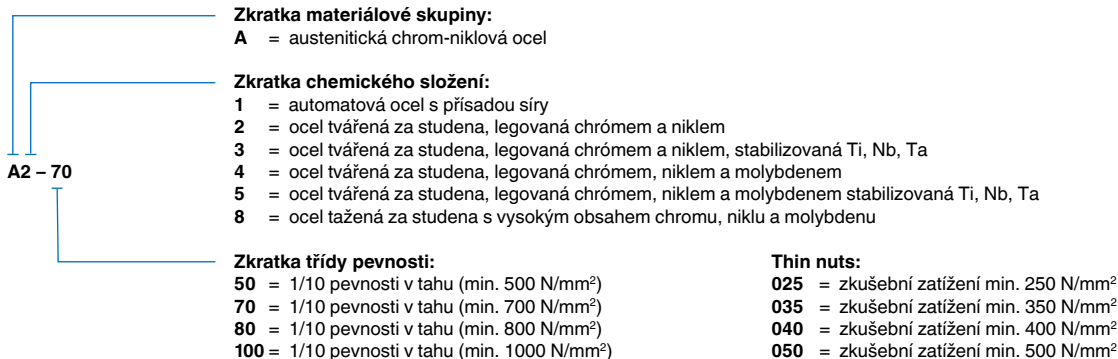 Zkratka materiálové skupiny:
A = austenitická chrom-niklová ocel
Zkratka chemického složení:
1 = automatová ocel s přísadou síry
2 = ocel tvářená za studena, legovaná chrómem a niklem
3 = ocel tvářená za studena, legovaná chrómem a niklem, stabilizovaná Ti, Nb, Ta
4 = ocel tvářená za studena, legovaná chrómem, niklem a molybdenem
5 = ocel tvářená za studena, legovaná chrómem, niklem a molybdenem stabilizovaná Ti, Nb, Ta
8 = ocel tažená za studena s vysokým obsahem chromu, niklu a molybdenu
A2 – 70
Zkratka třídy pevnosti:
50 = 1/10 pevnosti v tahu (min. 500 N/mm²)
70 = 1/10 pevnosti v tahu (min. 700 N/mm²)
80 = 1/10 pevnosti v tahu (min. 800 N/mm²)
100 = 1/10 pevnosti v tahu (min. 1000 N/mm²)
Thin nuts:
025 = zkušební zatížení min. 250 N/mm²
035 = zkušební zatížení min. 350 N/mm²
040 = zkušební zatížení min. 400 N/mm²
050 = zkušební zatížení min. 500 N/mm²